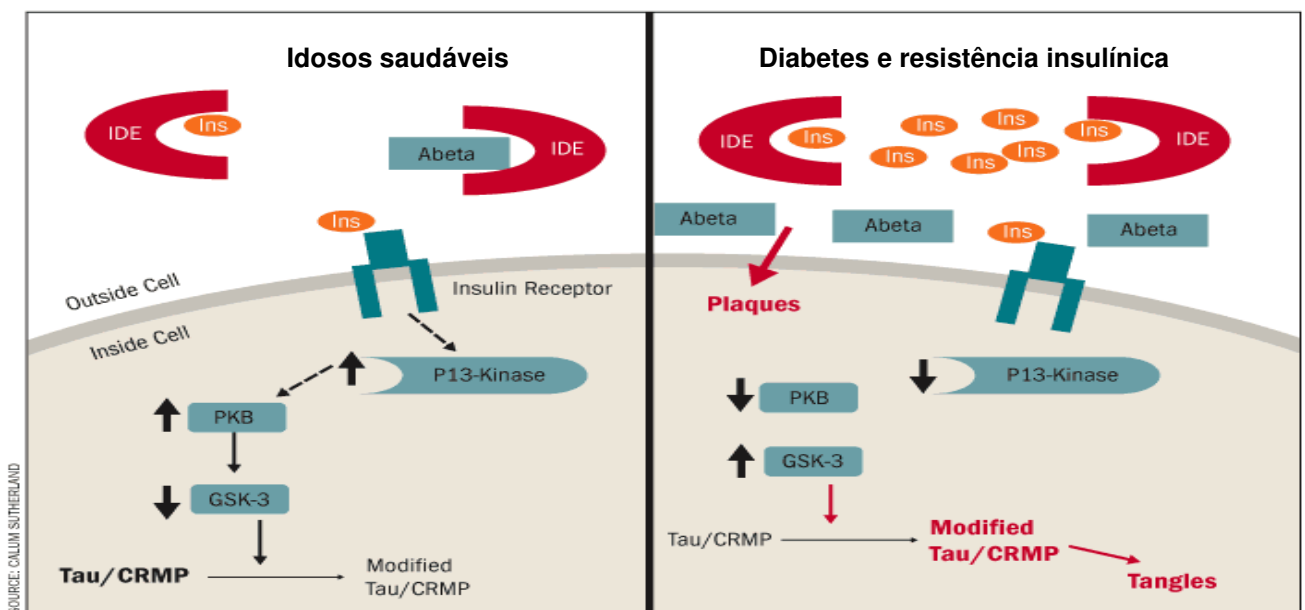 Idosos saudáveis
IDE
Ins
Abeta
IDE
Ins
Insulin Receptor
Outside Cell
Inside Cell
P13-Kinase
PKB
GSK-3
Tau/CRMP
Modified
Tau/CRMP
SOURCE: CALUM SUTHERLAND
Diabetes e resistência insulínica
IDE
Ins
Ins
Ins
Ins
Ins
Ins
Ins
IDE
Abeta
Abeta
Ins
Abeta
Plaques
P13-Kinase
PKB
GSK-3
Tau/CRMP
Modified
Tau/CRMP
Tangles